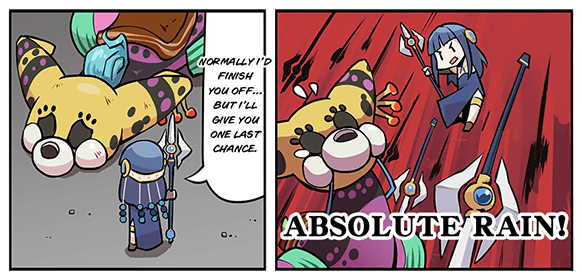 NORMALLY I'D
FINISH
YOU OFF...
BUT I'LL
GIVE YOU
ONE LAST
CHANCE.
ABSOLUTE RAIN!